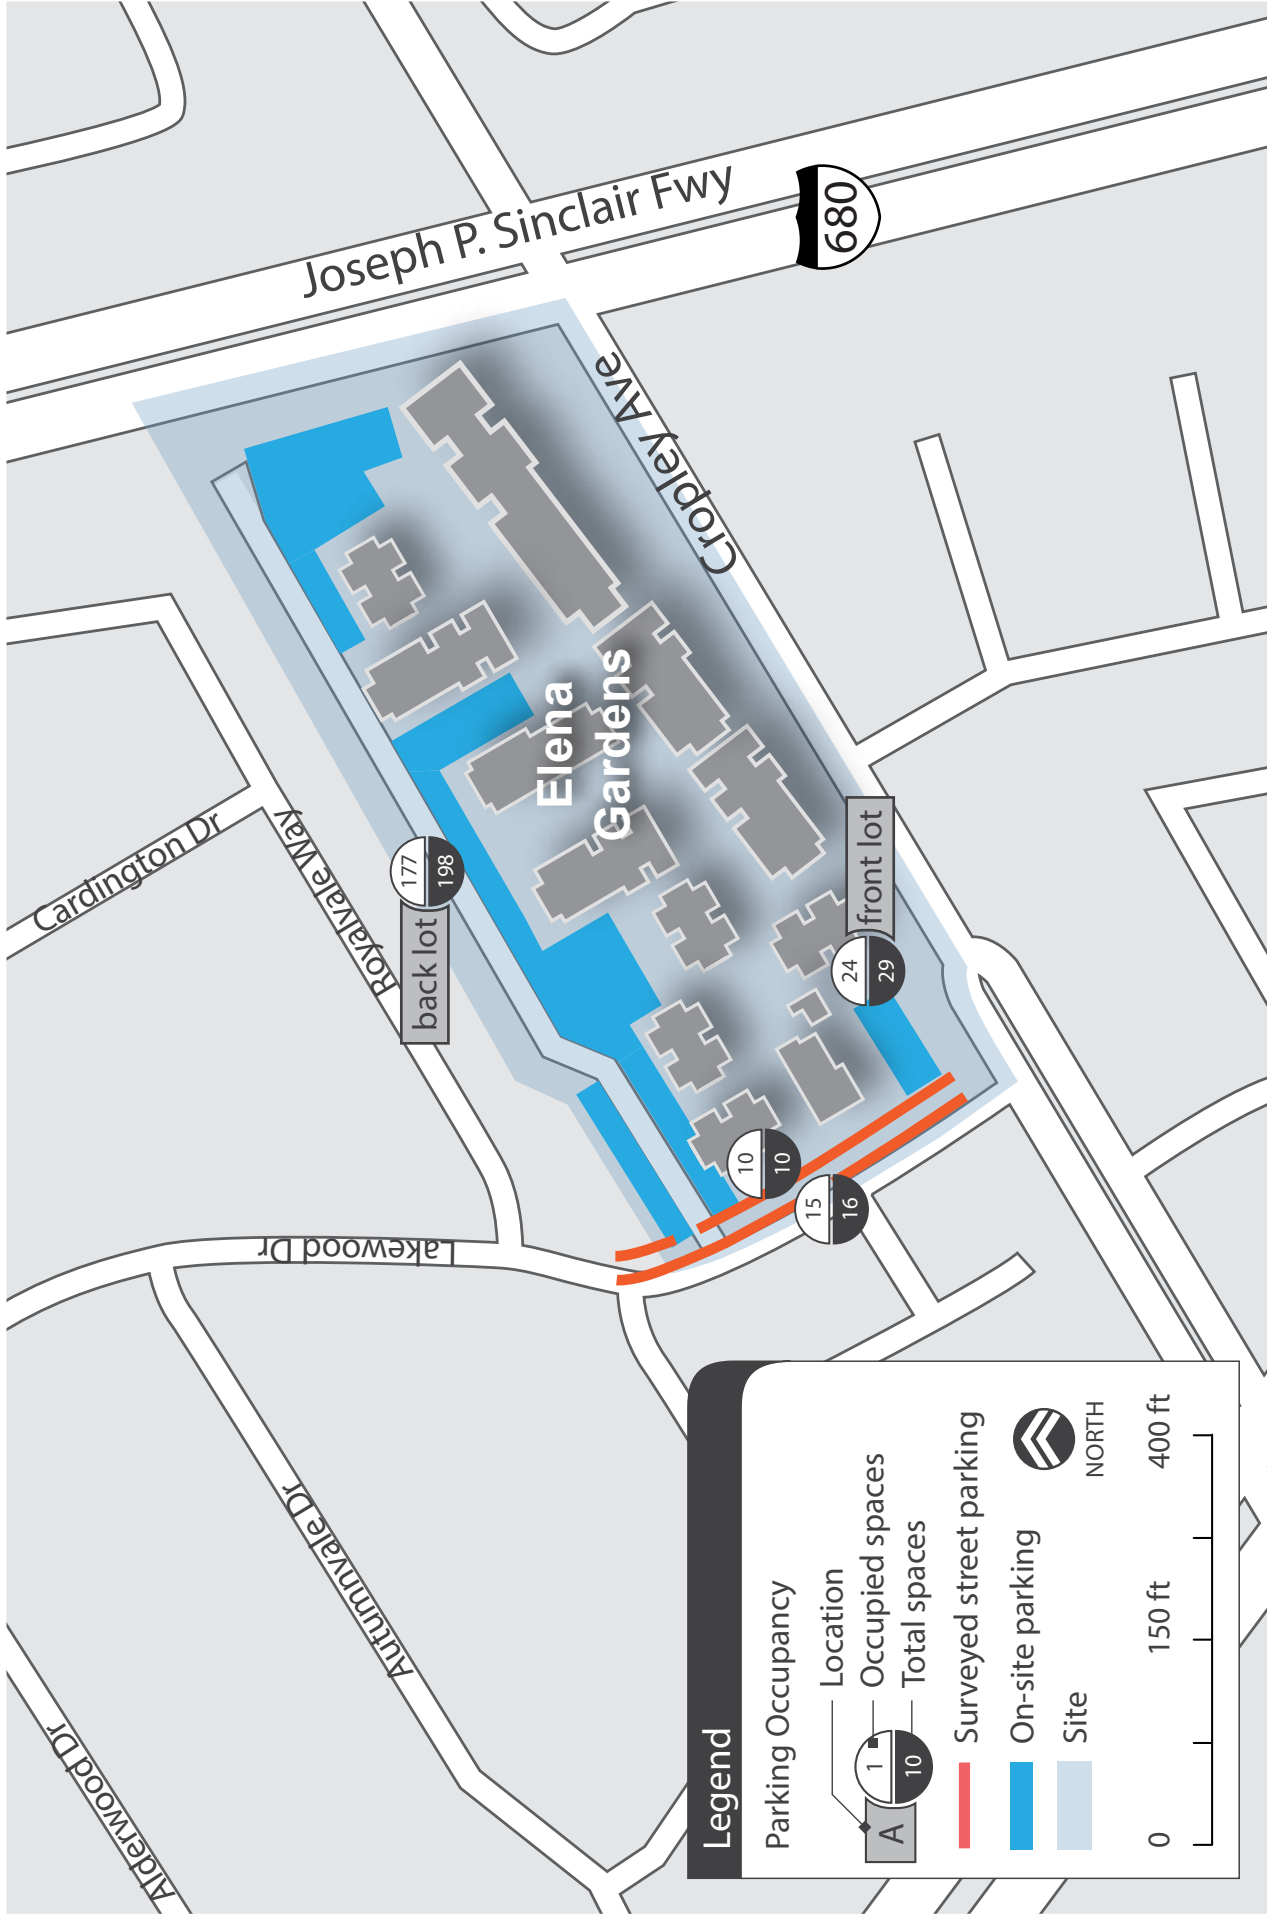 Alderwood Dr
Autumnvale Dr
Lakewood Dr
Cardington Dr
Royalvale Way
Joseph P. Sinclair Fwy
680
Cropley Ave
Elena
Gardens
back lot
177
198
front lot
24
29
10
10
15
16
Legend
Parking Occupancy
A
1
10
Location
Occupied spaces
Total spaces
Surveyed street parking
On-site parking
Site
NORTH
0
150 ft
400 ft